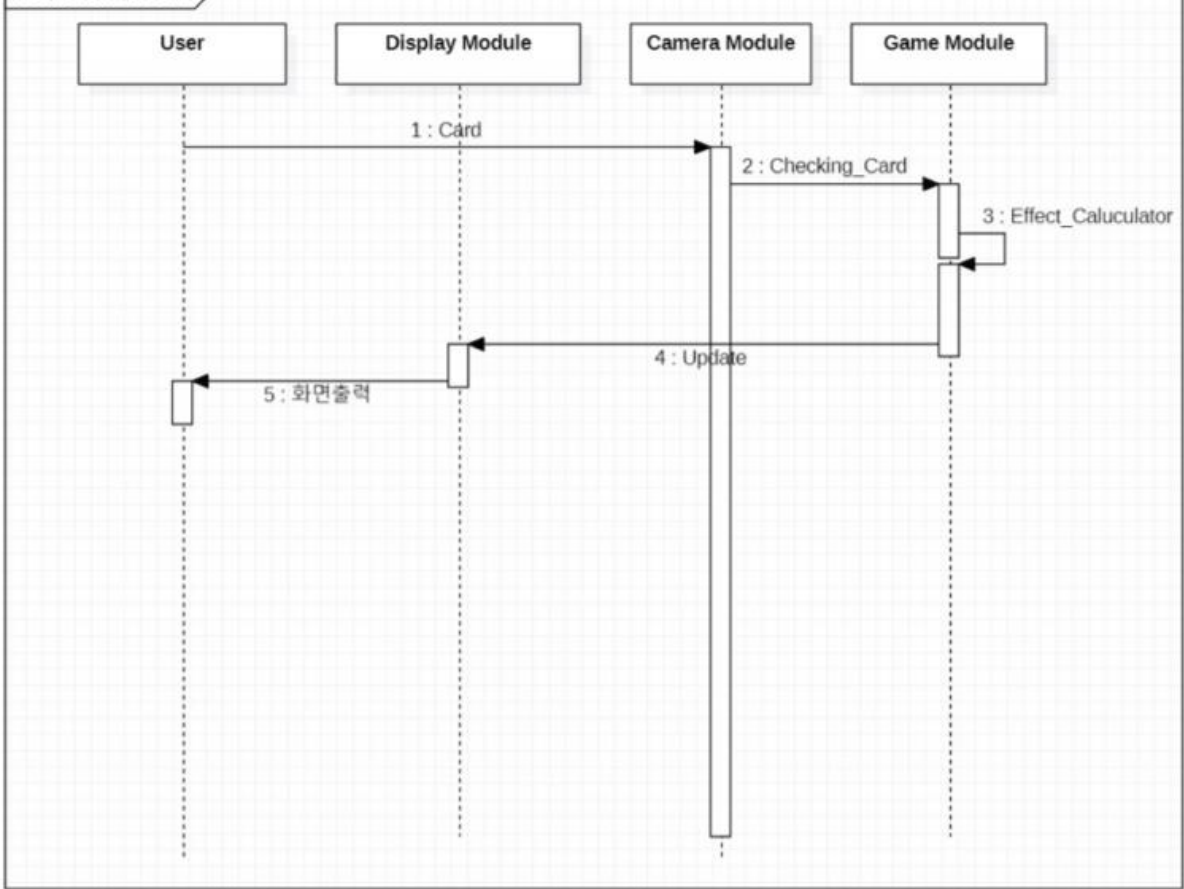 User
Display Module
Camera Module
Game Module
1 : Card
2 : Checking_Card
3 : Effect_Caluculator
4 : Update
5 : 화면출력